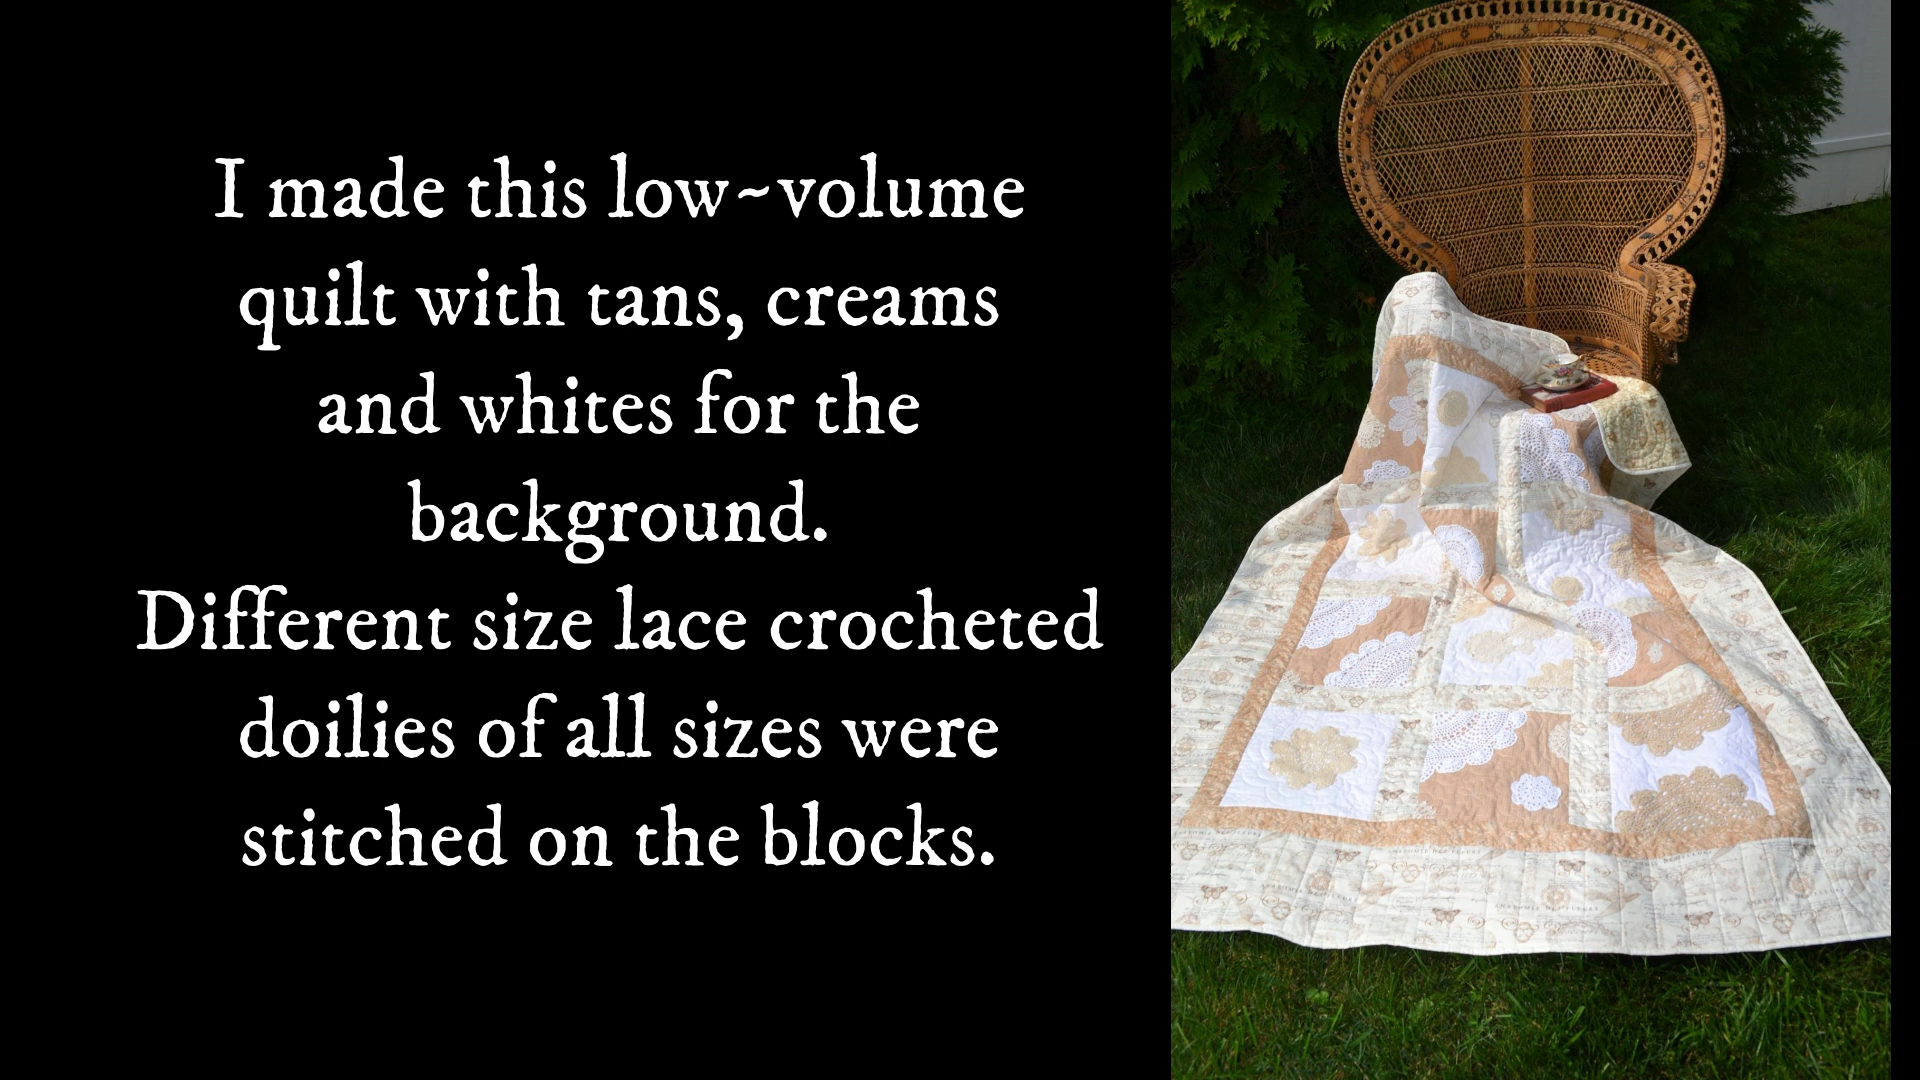 I made this low~volume
quilt with tans, creams
and whites for the
background.
Different size lace crocheted
doilies of all sizes were
stitched on the blocks.